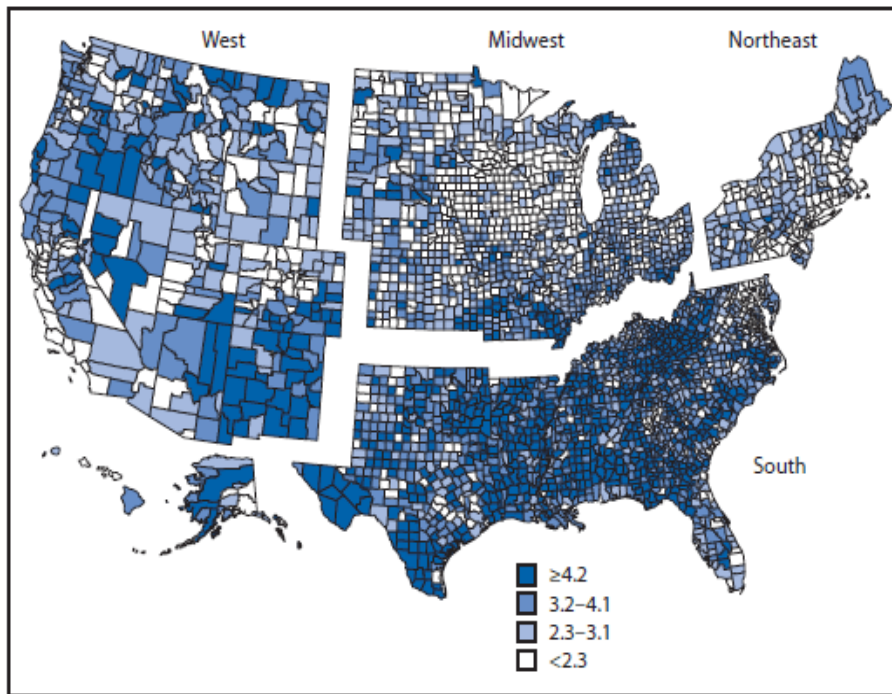 West
Midwest
Northeast
South
≥4.2
3.2–4.1
2.3–3.1
<2.3